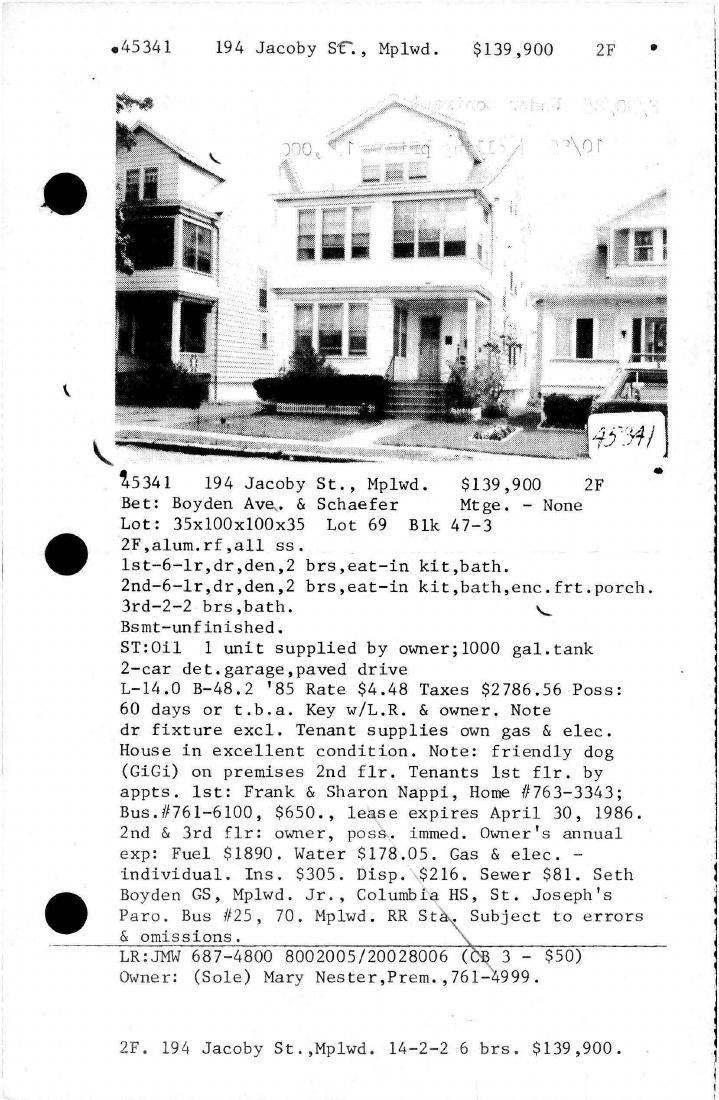 45341 194 Jacoby St., Mplwd. $139,900 2F
45341
45341 194 Jacoby St., Mplwd. $139,900 2F
Bet: Boyden Ave. & Schaefer Mtge. - None
Lot: 35x100x100x35 Lot 69 Blk 47-3
2F,alum.rf,all ss.
1st-6-lr,dr,den,2 brs,eat-in kit,bath.
2nd-6-lr,dr,den,2 brs,eat-in kit,bath,enc.frt.porch.
3rd-2-2 brs,bath.
Bsmt-unfinished.
ST:Oil 1 unit supplied by owner;1000 gal.tank
2-car det.garage,paved drive
L-14.0 B-48.2 '85 Rate $4.48 Taxes $2786.56 Poss:
60 days or t.b.a. Key w/L.R. & owner. Note
dr fixture excl. Tenant supplies own gas & elec.
House in excellent condition. Note: friendly dog
(GiGi) on premises 2nd flr. Tenants 1st flr. by
appts. 1st: Frank & Sharon Nappi, Home #763-3343;
Bus.#761-6100, $650., lease expires April 30, 1986.
2nd & 3rd flr: owner, poss. immed. Owner's annual
exp: Fuel $1890. Water $178.05. Gas & elec. -
individual. Ins. $305. Disp. $216. Sewer $81. Seth
Boyden GS, Mplwd. Jr., Columbia HS, St. Joseph's
Paro. Bus #25, 70. Mplwd. RR Sta. Subject to errors
& omissions.
LR:JMW 687-4800 8002005/20028006 (CB 3 - $50)
Owner: (Sole) Mary Nester,Prem.,761-4999.
2F. 194 Jacoby St.,Mplwd. 14-2-2 6 brs. $139,900.